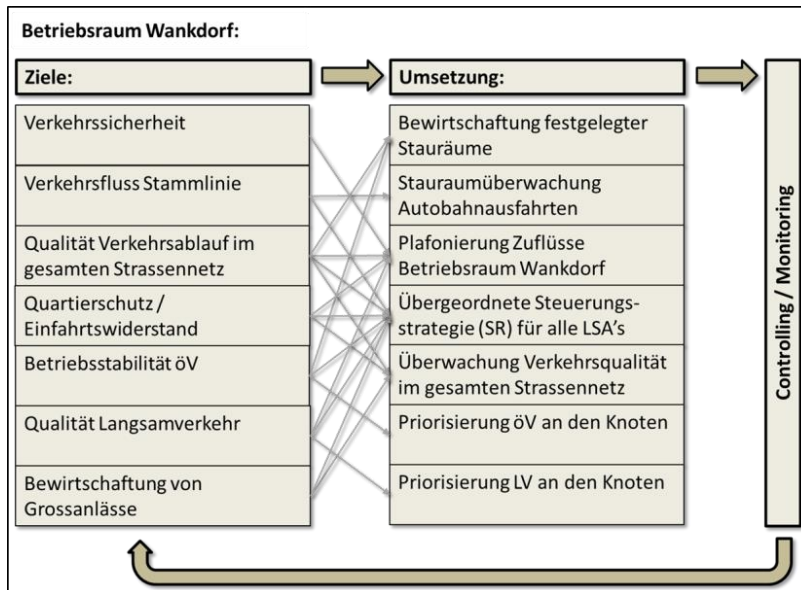 Betriebsraum Wankdorf:
Ziele:
Umsetzung:
Verkehrssicherheit
Verkehrsfluss Stammlinie
Qualität Verkehrsablauf im
gesamten Strassennetz
Quartierschutz /
Einfahrtswiderstand
Betriebsstabilität öV
Qualität Langsamverkehr
Bewirtschaftung von
Grossanlässe
Bewirtschaftung festgelegter
Stauräume
Stauraumüberwachung
Autobahnausfahrten
Plafonierung Zuflüsse
Betriebsraum Wankdorf
Übergeordnete Steuerungs-
strategie (SR) für alle LSA's
Überwachung Verkehrsqualität
im gesamten Strassennetz
Priorisierung öV an den Knoten
Priorisierung LV an den Knoten
Controlling / Monitoring